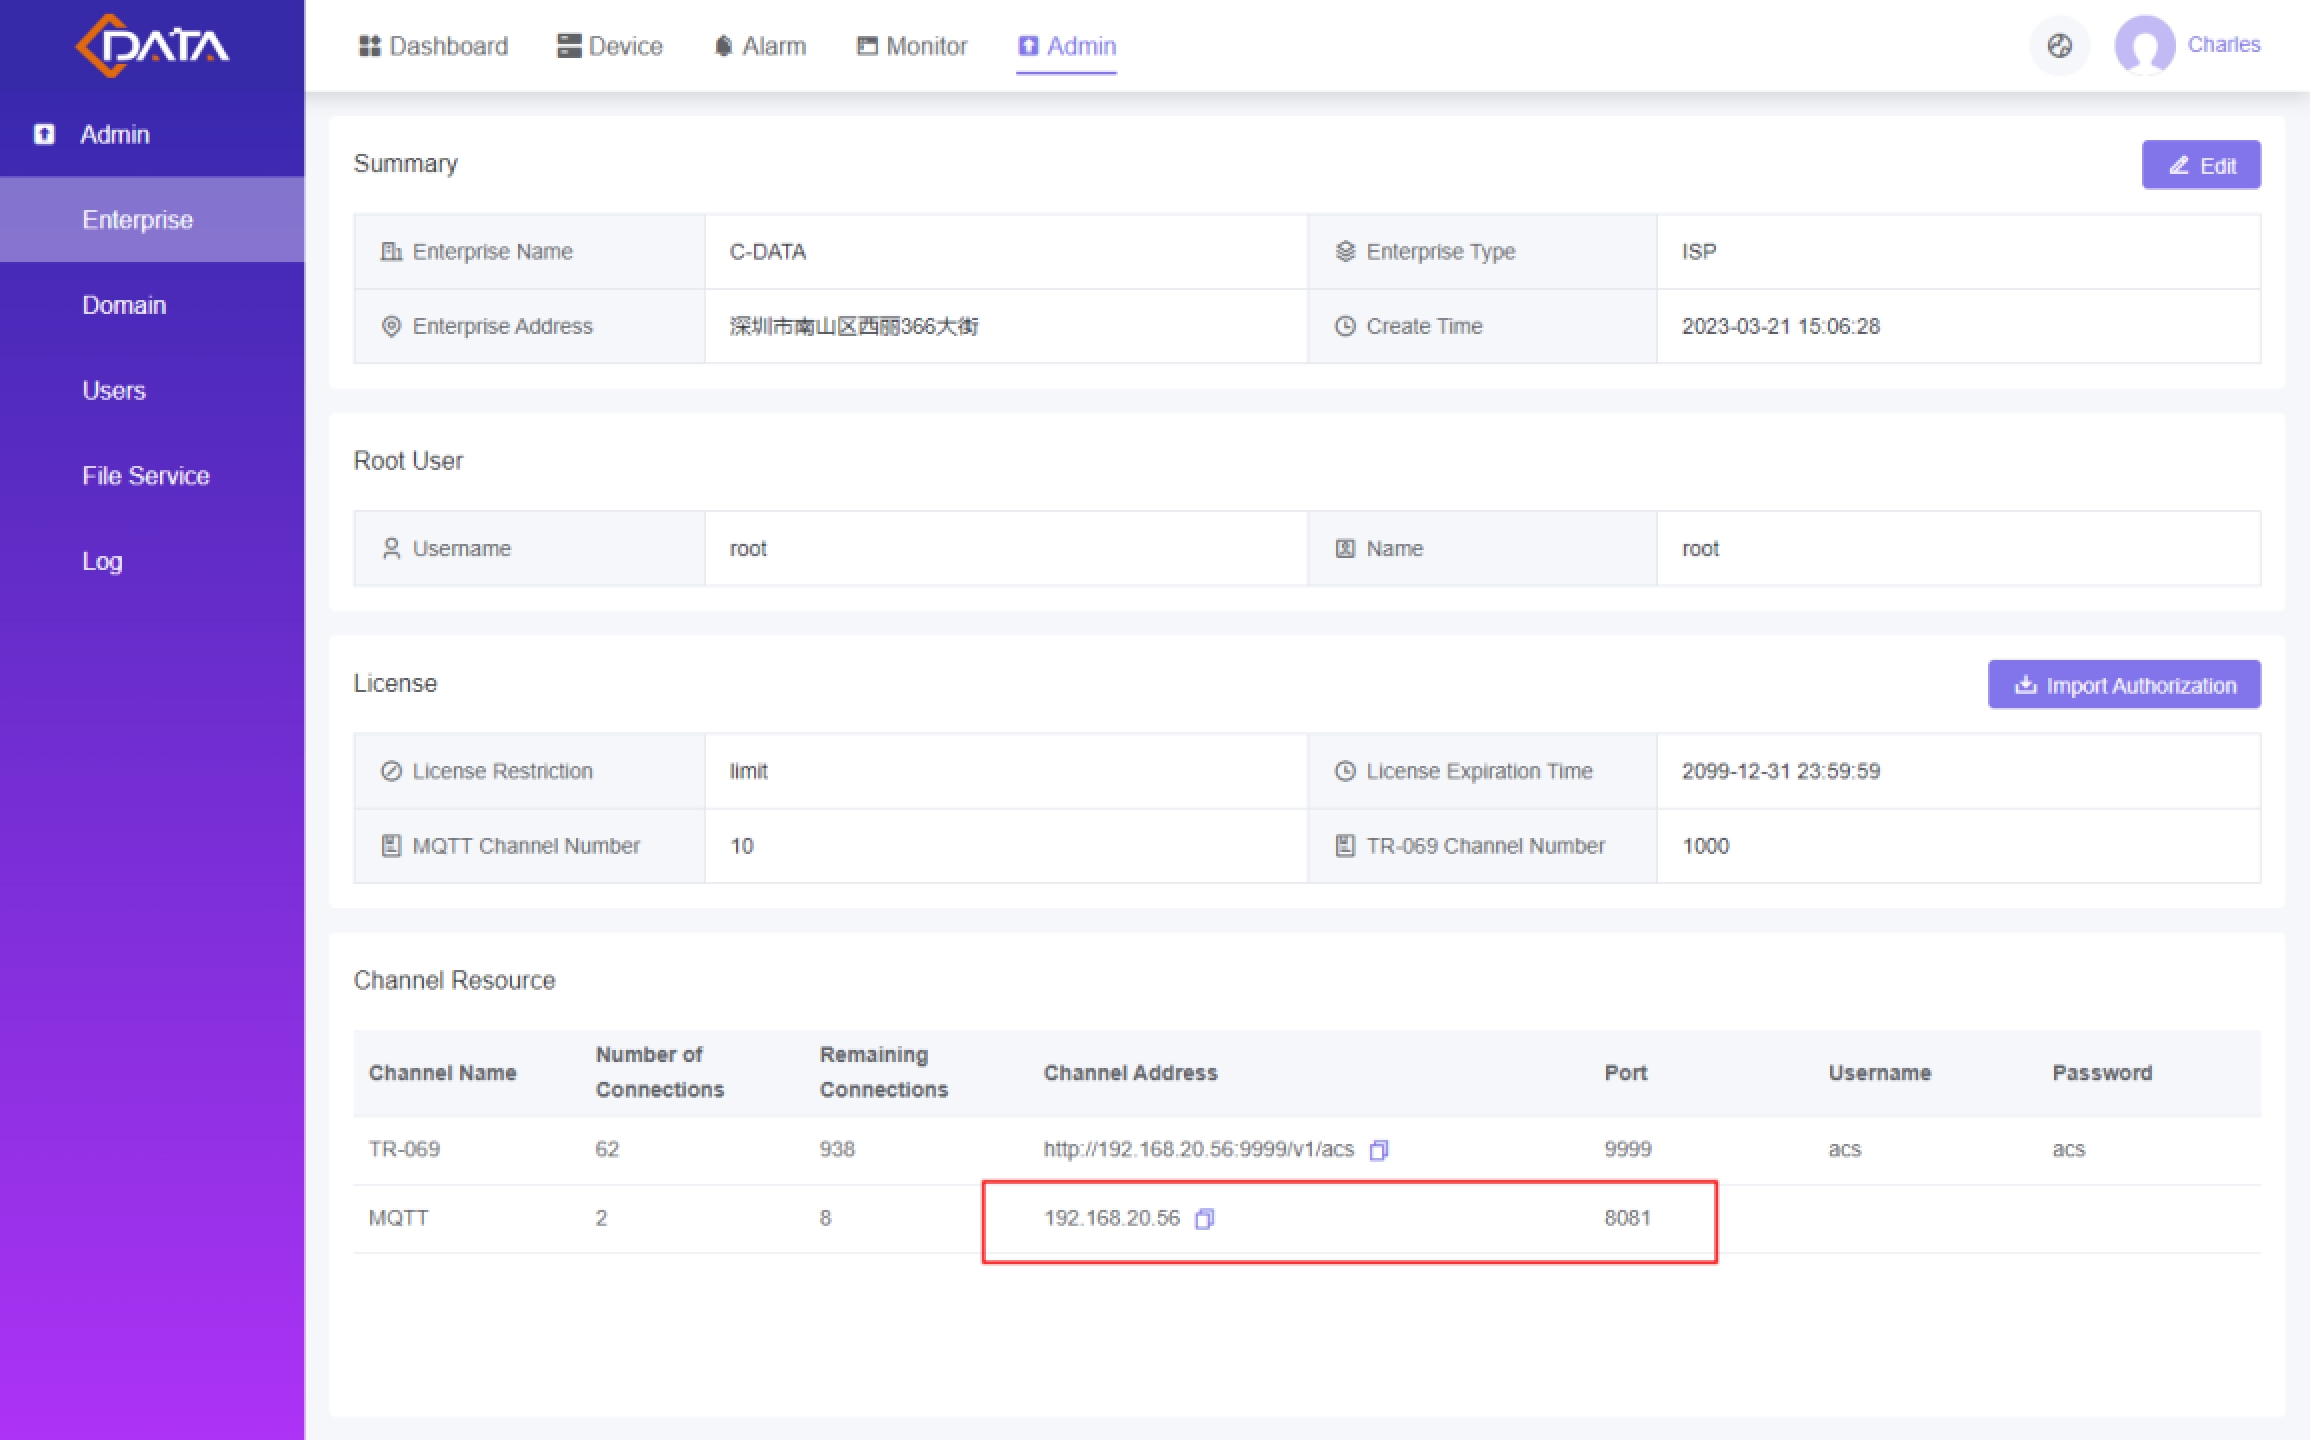 DATA
Dashboard Device Alarm Monitor Admin Charles
Admin
Enterprise
Domain
Users
File Service
Log
Summary Edit
Enterprise Name C-DATA Enterprise Type ISP
Enterprise Address 深圳市南山区西丽366大街 Create Time 2023-03-21 15:06:28
Root User
Username root Name root
License Import Authorization
License Restriction limit License Expiration Time 2099-12-31 23:59:59
MQTT Channel Number 10 TR-069 Channel Number 1000
Channel Resource
Channel Name Number of Connections Remaining Connections Channel Address Port Username Password
TR-069 62 938 http://192.168.20.56:9999/v1/acs 9999 acs acs
MQTT 2 8 192.168.20.56 8081